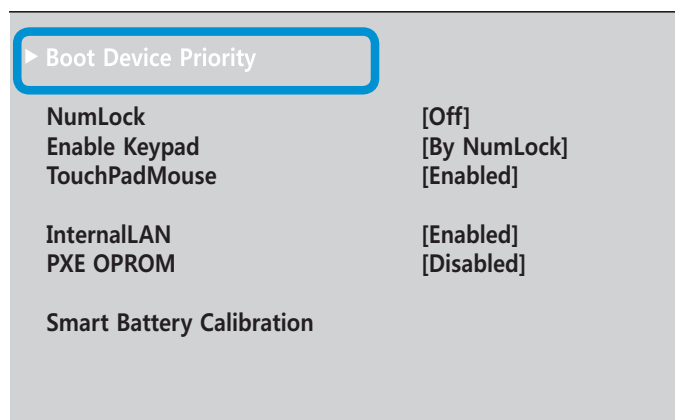 ▶ Boot Device Priority
NumLock [Off]
Enable Keypad [By NumLock]
TouchPadMouse [Enabled]
InternalLAN [Enabled]
PXE OPROM [Disabled]
Smart Battery Calibration